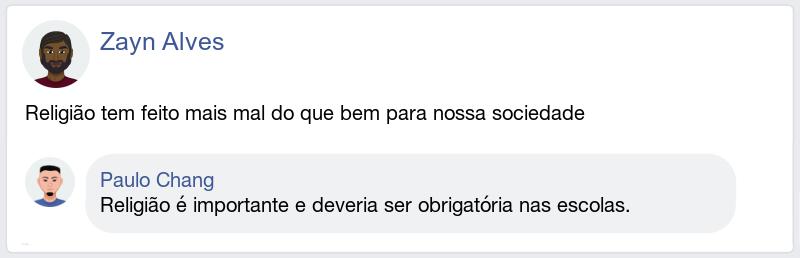 Zayn Alves
Religião tem feito mais mal do que bem para nossa sociedade
Paulo Chang
Religião é importante e deveria ser obrigatória nas escolas.